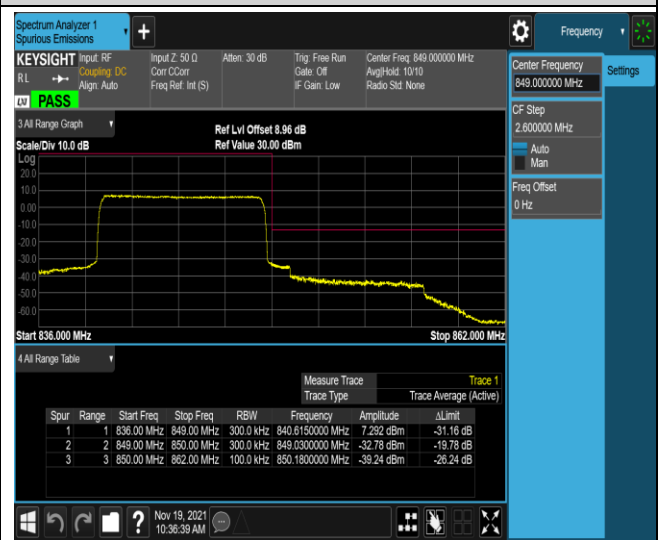 Spectrum Analyzer 1
Spurious Emissions
Frequency
KEYSIGHT Input: RF Input Z: 50 Ω Atten: 30 dB Trig: Free Run Center Freq: 849.000000 MHz
RL Coupling: DC Corr CCorr Gate: Off Avg|Hold: 10/10
Align: Auto Freq Ref: Int (S) IF Gain: Low Radio Std: None
LXI PASS
Center Frequency
849.000000 MHz
Settings
CF Step
2.600000 MHz
Auto
Man
Freq Offset
0 Hz
3 All Range Graph
Ref Lvl Offset 8.96 dB
Scale/Div 10.0 dB Ref Value 30.00 dBm
Log
20.0
10.0
0.00
-10.0
-20.0
-30.0
-40.0
-50.0
-60.0
Start 836.000 MHz Stop 862.000 MHz
4 All Range Table
Measure Trace Trace 1
Trace Type Trace Average (Active)
Spur Range Start Freq Stop Freq RBW Frequency Amplitude ΔLimit
1 1 836.00 MHz 849.00 MHz 300.0 kHz 840.6150000 MHz 7.292 dBm -31.16 dB
2 2 849.00 MHz 850.00 MHz 300.0 kHz 849.0300000 MHz -32.78 dBm -19.78 dB
3 3 850.00 MHz 862.00 MHz 100.0 kHz 850.1800000 MHz -39.24 dBm -26.24 dB
Nov 19, 2021
10:36:39 AM